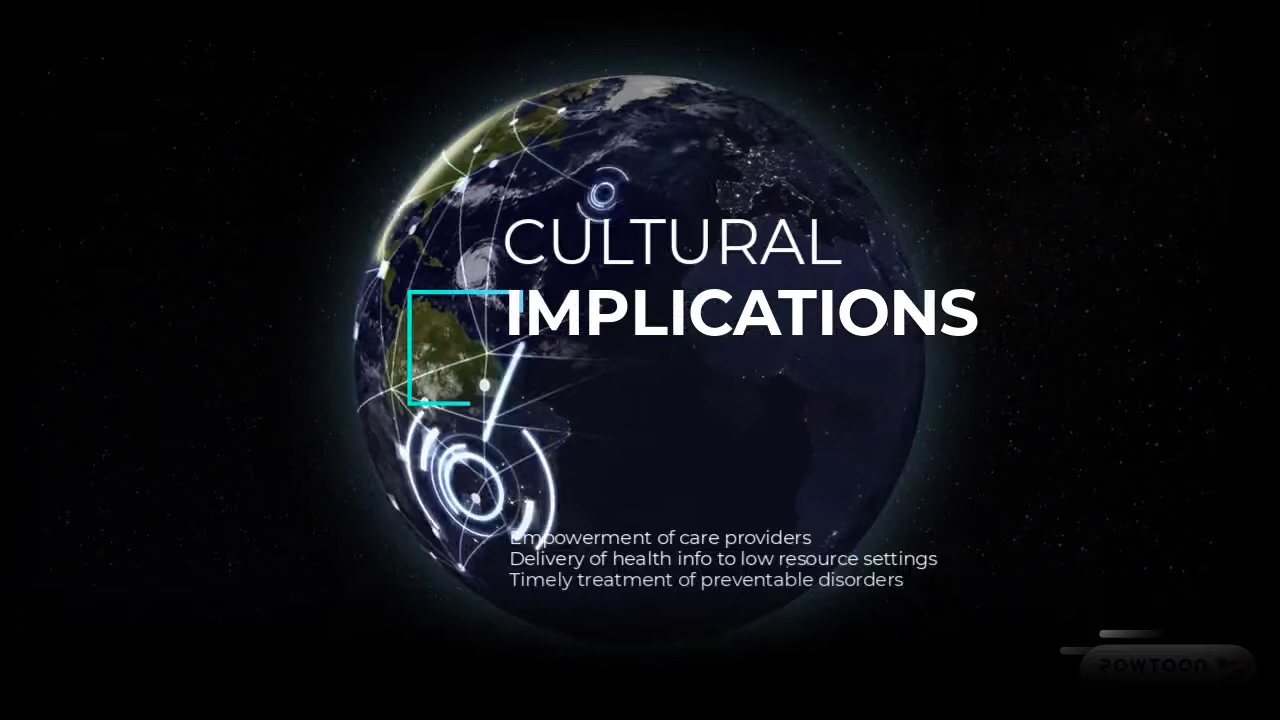 CULTURAL
IMPLICATIONS
Empowerment of care providers
Delivery of health info to low resource settings
Timely treatment of preventable disorders
POWTOON